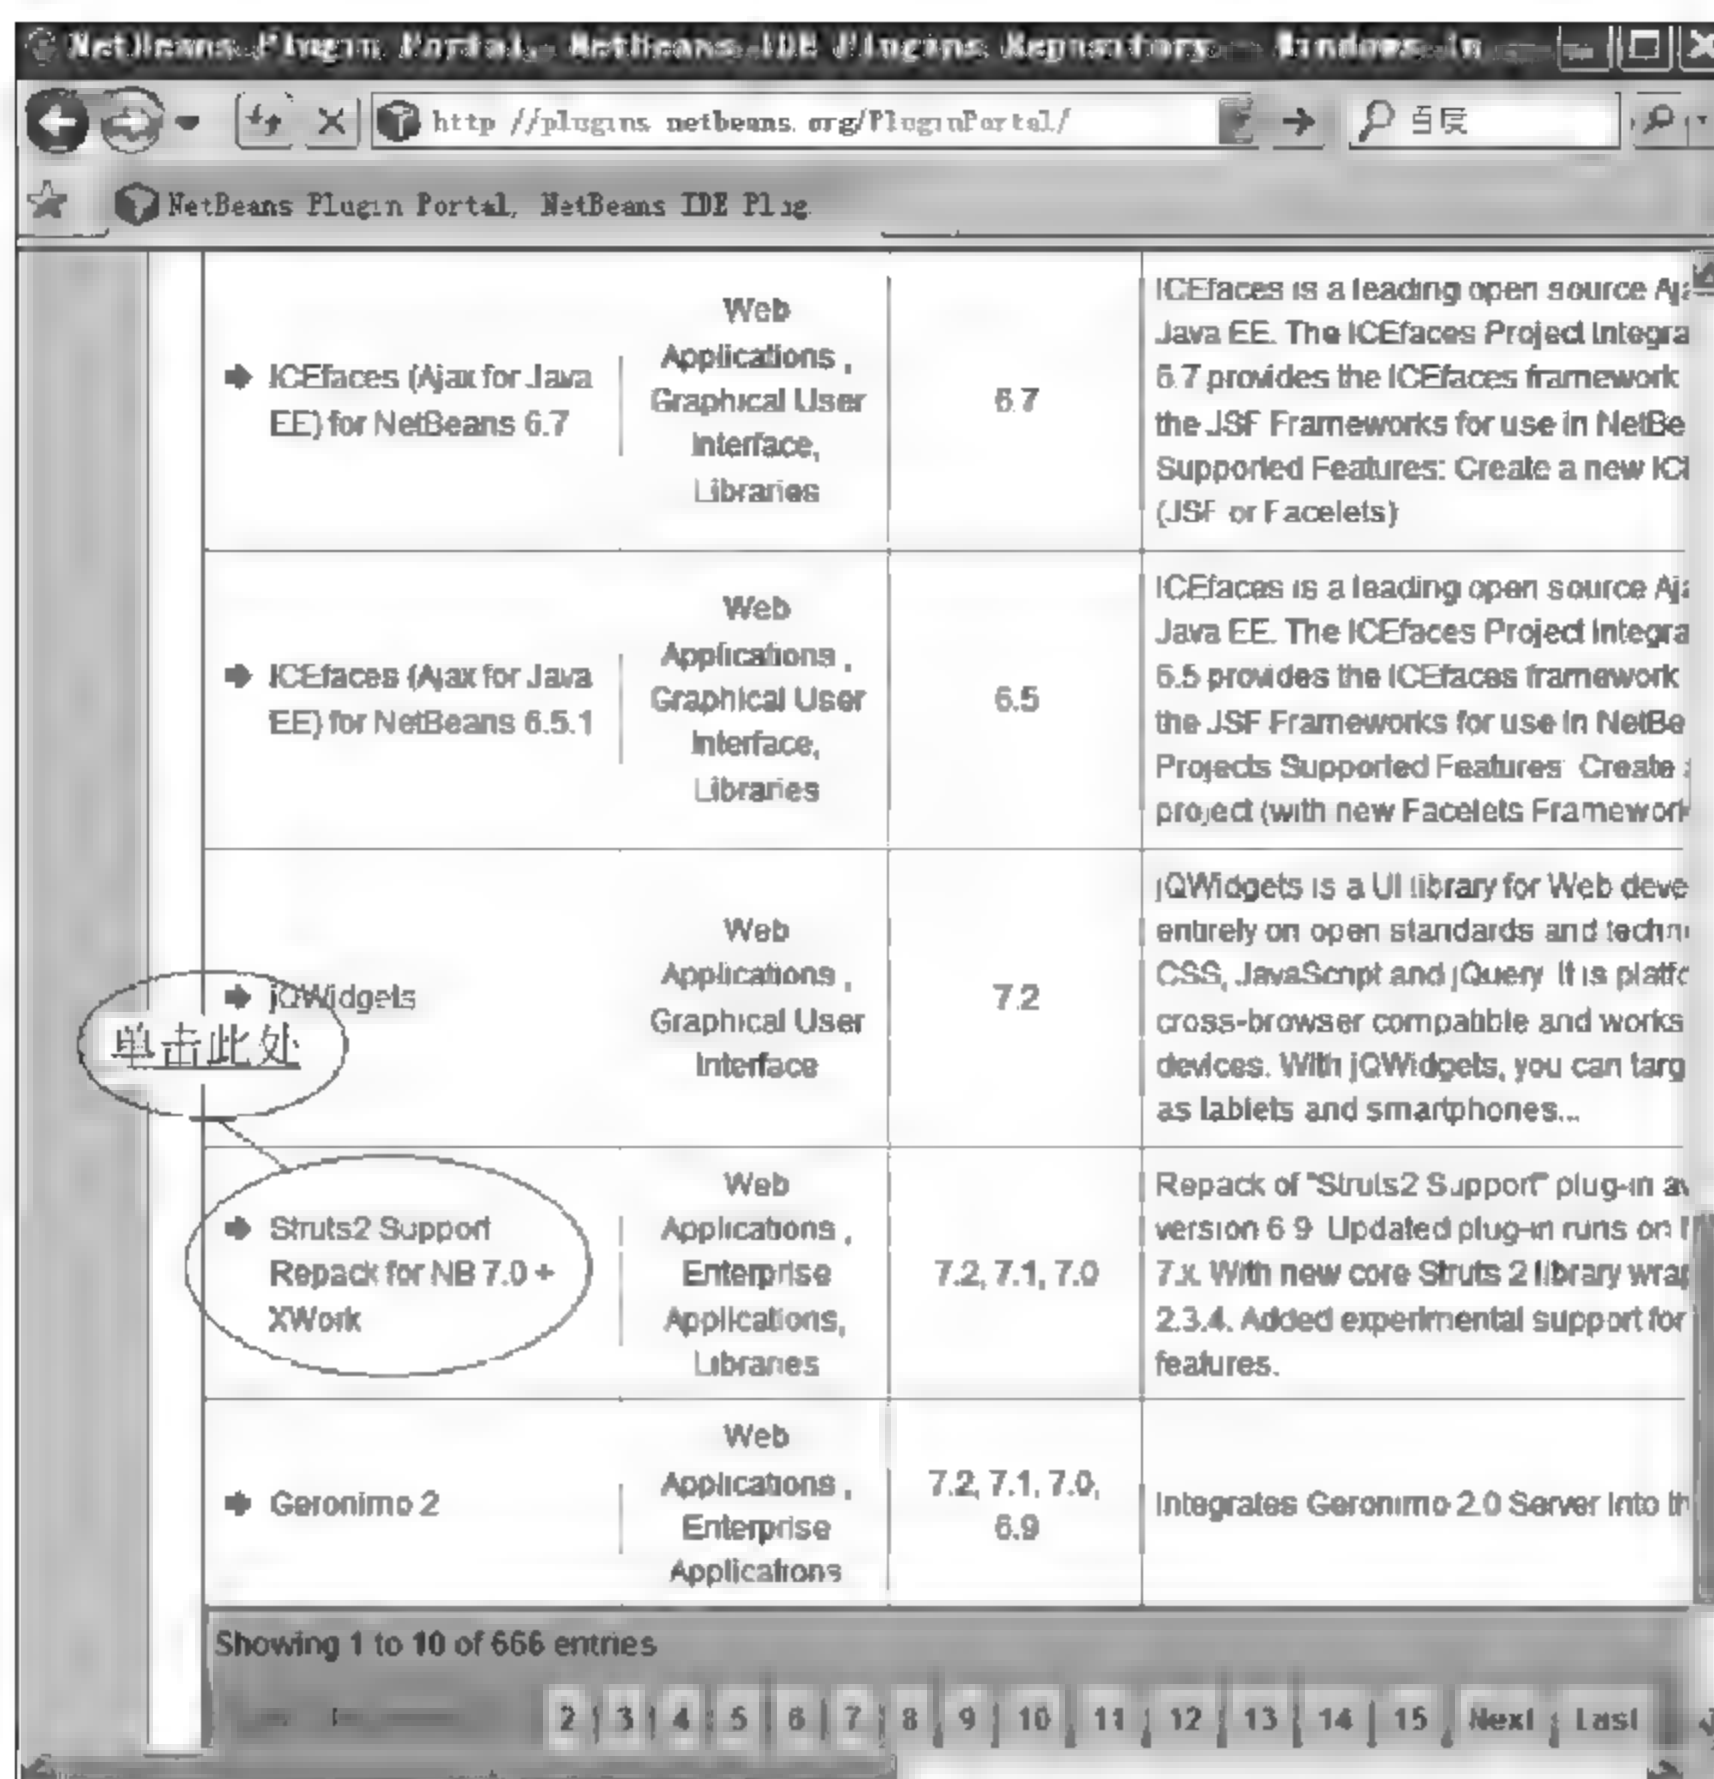 NetBeans Plugin Portal, NetBeans IDE Plugins Repository - Windows In
http //plugins netbeans.org/PluginPortal/
百度
NetBeans Plugin Portal, NetBeans IDE Plug
ICEfaces (Ajax for Java
EE) for NetBeans 6.7
Web
Applications ,
Graphical User
Interface,
Libraries
6.7
ICEfaces is a leading open source Aja
Java EE. The ICEfaces Project Integra
6.7 provides the ICEfaces framework
the JSF Frameworks for use in NetBe
Supported Features: Create a new ICE
(JSF or Facelets)
ICEfaces (Ajax for Java
EE) for NetBeans 6.5.1
Web
Applications ,
Graphical User
Interface,
Libraries
6.5
ICEfaces is a leading open source Aja
Java EE. The ICEfaces Project Integra
6.5 provides the ICEfaces framework
the JSF Frameworks for use in NetBe
Projects Supported Features Create
project (with new Facelets Framework
jQWidgets
单击此处
Web
Applications ,
Graphical User
Interface
7.2
jQWidgets is a UI library for Web deve
entirely on open standards and techn
CSS, JavaScript and jQuery It is platfo
cross-browser compatible and works
devices. With jQWidgets, you can targ
as tablets and smartphones...
Struts2 Support
Repack for NB 7.0 +
XWork
Web
Applications ,
Enterprise
Applications,
Libraries
7.2, 7.1, 7.0
Repack of "Struts2 Support" plug-in av
version 6 9 Updated plug-in runs on
7.x. With new core Struts 2 library wrap
2.3.4. Added experimental support for
features.
Geronimo 2
Web
Applications ,
Enterprise
Applications
7.2, 7.1, 7.0,
6.9
Integrates Geronimo 2.0 Server into th
Showing 1 to 10 of 666 entries
2 3 4 5 6 7 8 9 10 11 12 13 14 15 Next Last